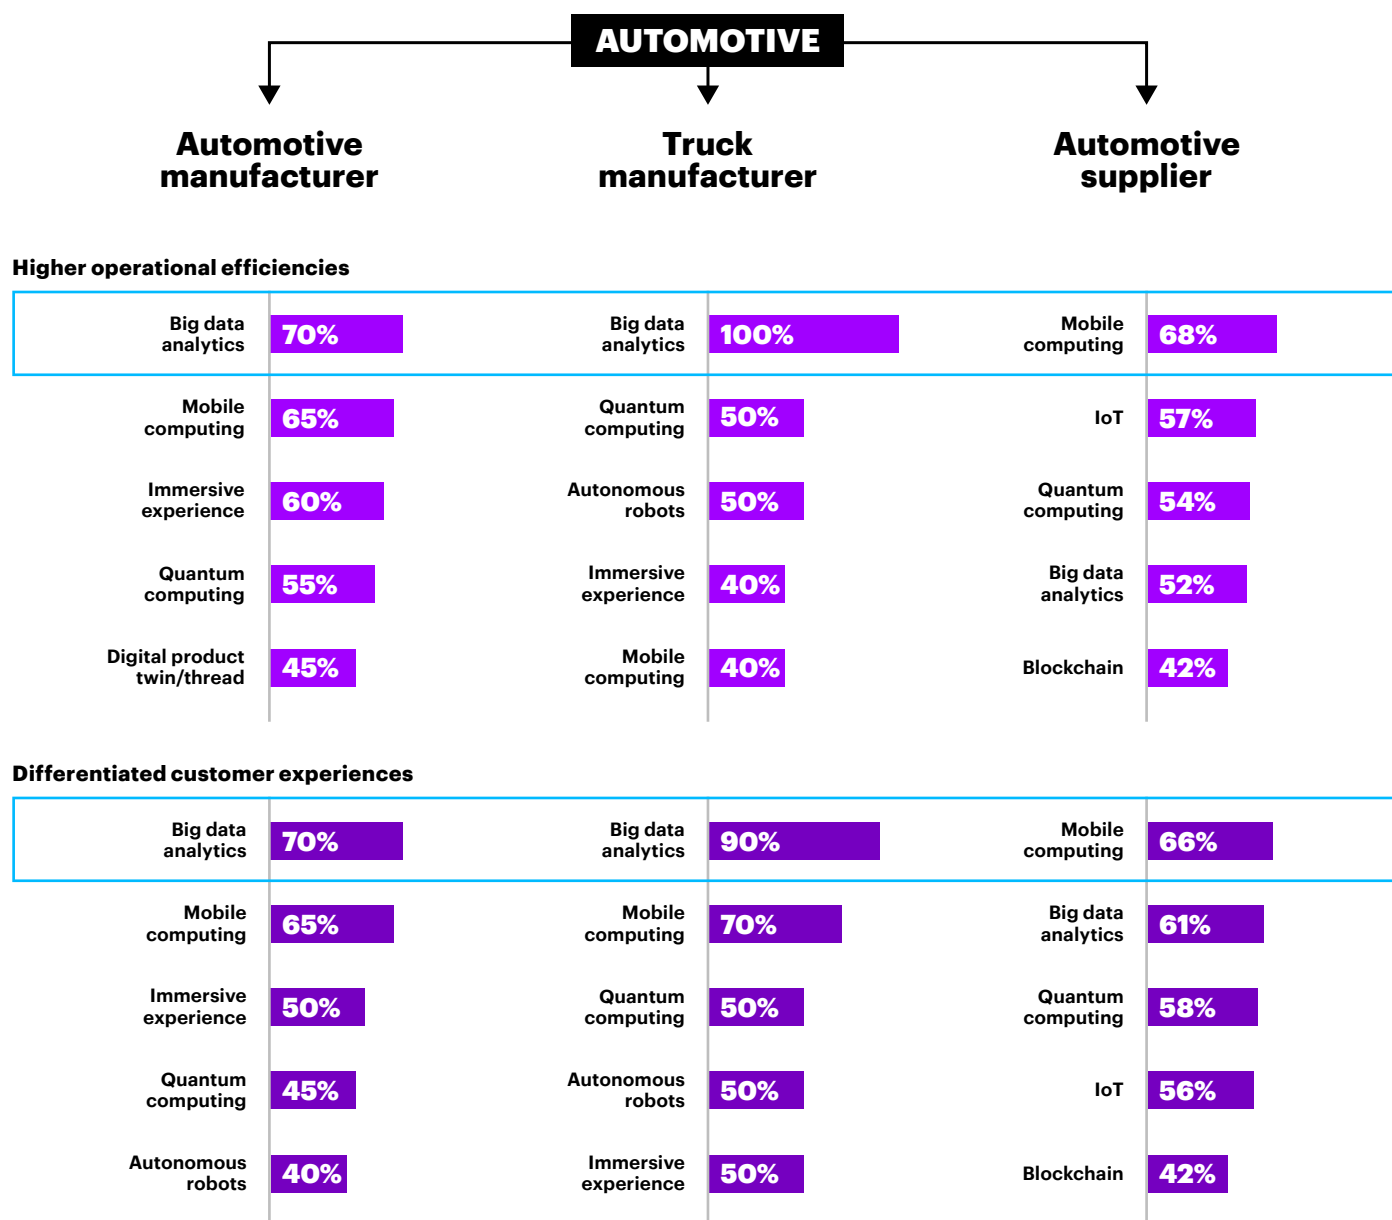 AUTOMOTIVE
Automotive
manufacturer
Truck
manufacturer
Automotive
supplier
Higher operational efficiencies
Big data
analytics
70%
Big data
analytics
100%
Mobile
computing
68%
Mobile
computing
65%
Quantum
computing
50%
IoT
57%
Immersive
experience
60%
Autonomous
robots
50%
Quantum
computing
54%
Quantum
computing
55%
Immersive
experience
40%
Big data
analytics
52%
Digital product
twin/thread
45%
Mobile
computing
40%
Blockchain
42%
Differentiated customer experiences
Big data
analytics
70%
Big data
analytics
90%
Mobile
computing
66%
Mobile
computing
65%
Mobile
computing
70%
Big data
analytics
61%
Immersive
experience
50%
Quantum
computing
50%
Quantum
computing
58%
Quantum
computing
45%
Autonomous
robots
50%
IoT
56%
Autonomous
robots
40%
Immersive
experience
50%
Blockchain
42%